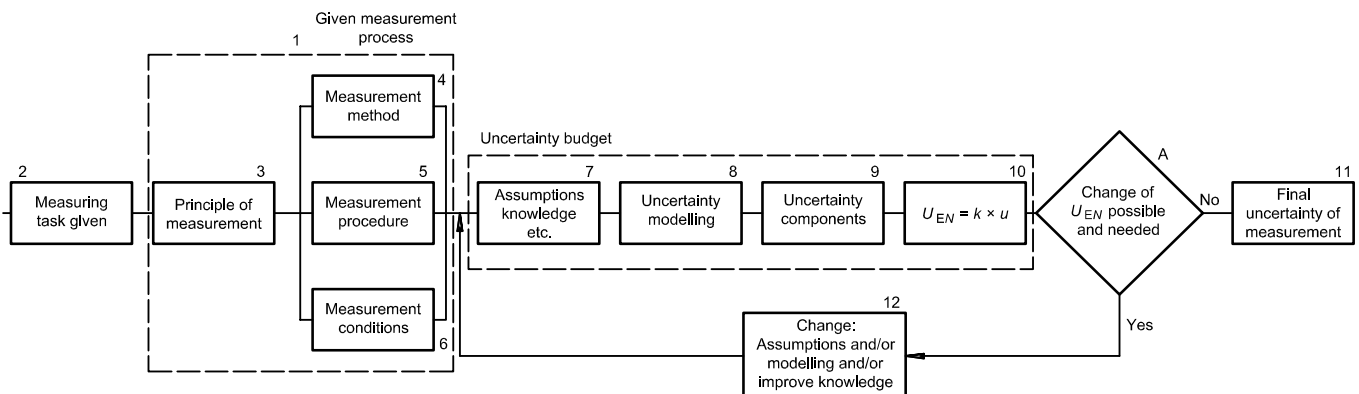 Given measurement
process
1
4
Measurement
method
Uncertainty budget
2
Measuring
task given
3
Principle of
measurement
5
Measurement
procedure
7
Assumptions
knowledge
etc.
8
Uncertainty
modelling
9
Uncertainty
components
10
U EN = k × u
A
Change of
U EN possible
and needed
No
11
Final
uncertainty of
measurement
Measurement
conditions
6
Yes
12
Change:
Assumptions and/or
modelling and/or
improve knowledge